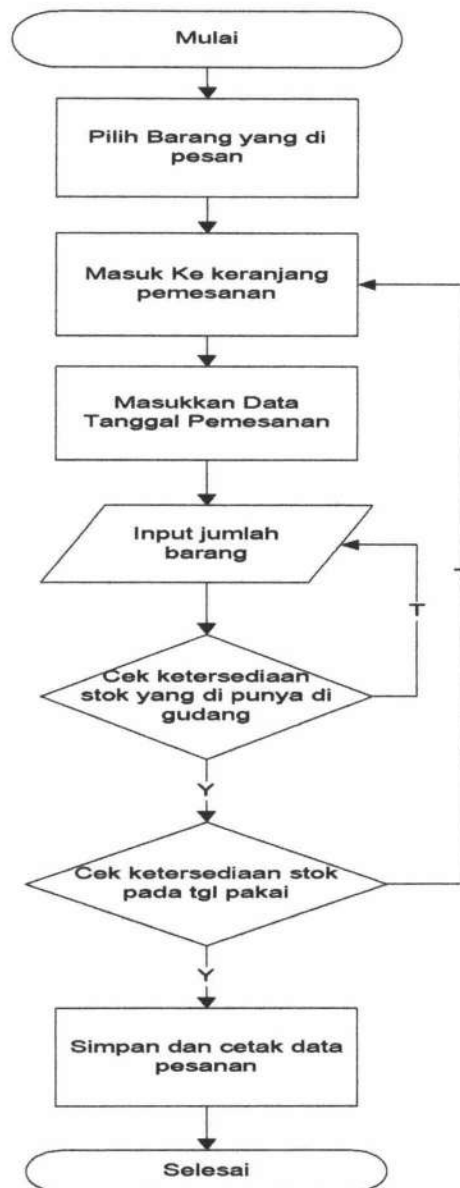 Mulai
Pilih Barang yang di
pesan
Masuk Ke keranjang
pemesanan
Masukkan Data
Tanggal Pemesanan
Input jumlah
barang
T
Cek ketersediaan
stok yang di punya di
gudang
Y
Cek ketersediaan stok
pada tgl pakai
Y
Simpan dan cetak data
pesanan
Selesai